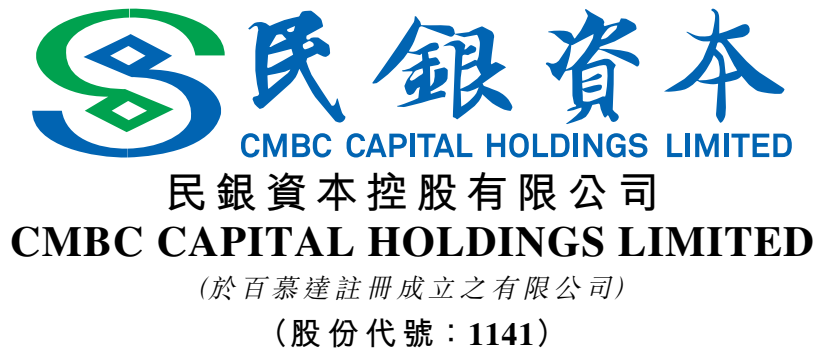 民銀資本
CMBC CAPITAL HOLDINGS LIMITED
民銀資本控股有限公司
CMBC CAPITAL HOLDINGS LIMITED
(於百慕達註冊成立之有限公司)
（股份代號：1141）